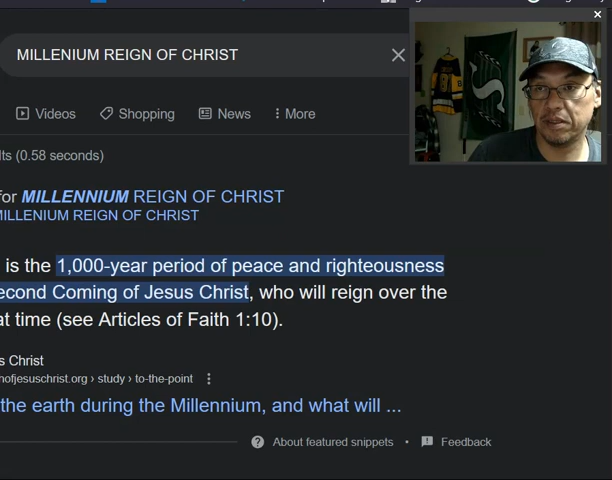 MILLENIUM REIGN OF CHRIST
Videos Shopping News More
lts (0.58 seconds)
for MILLENNIUM REIGN OF CHRIST
MILLENIUM REIGN OF CHRIST
is the 1,000-year period of peace and righteousness
econd Coming of Jesus Christ, who will reign over the
at time (see Articles of Faith 1:10).
s Christ
hofjesuschrist.org › study › to-the-point
the earth during the Millennium, and what will ...
About featured snippets • Feedback